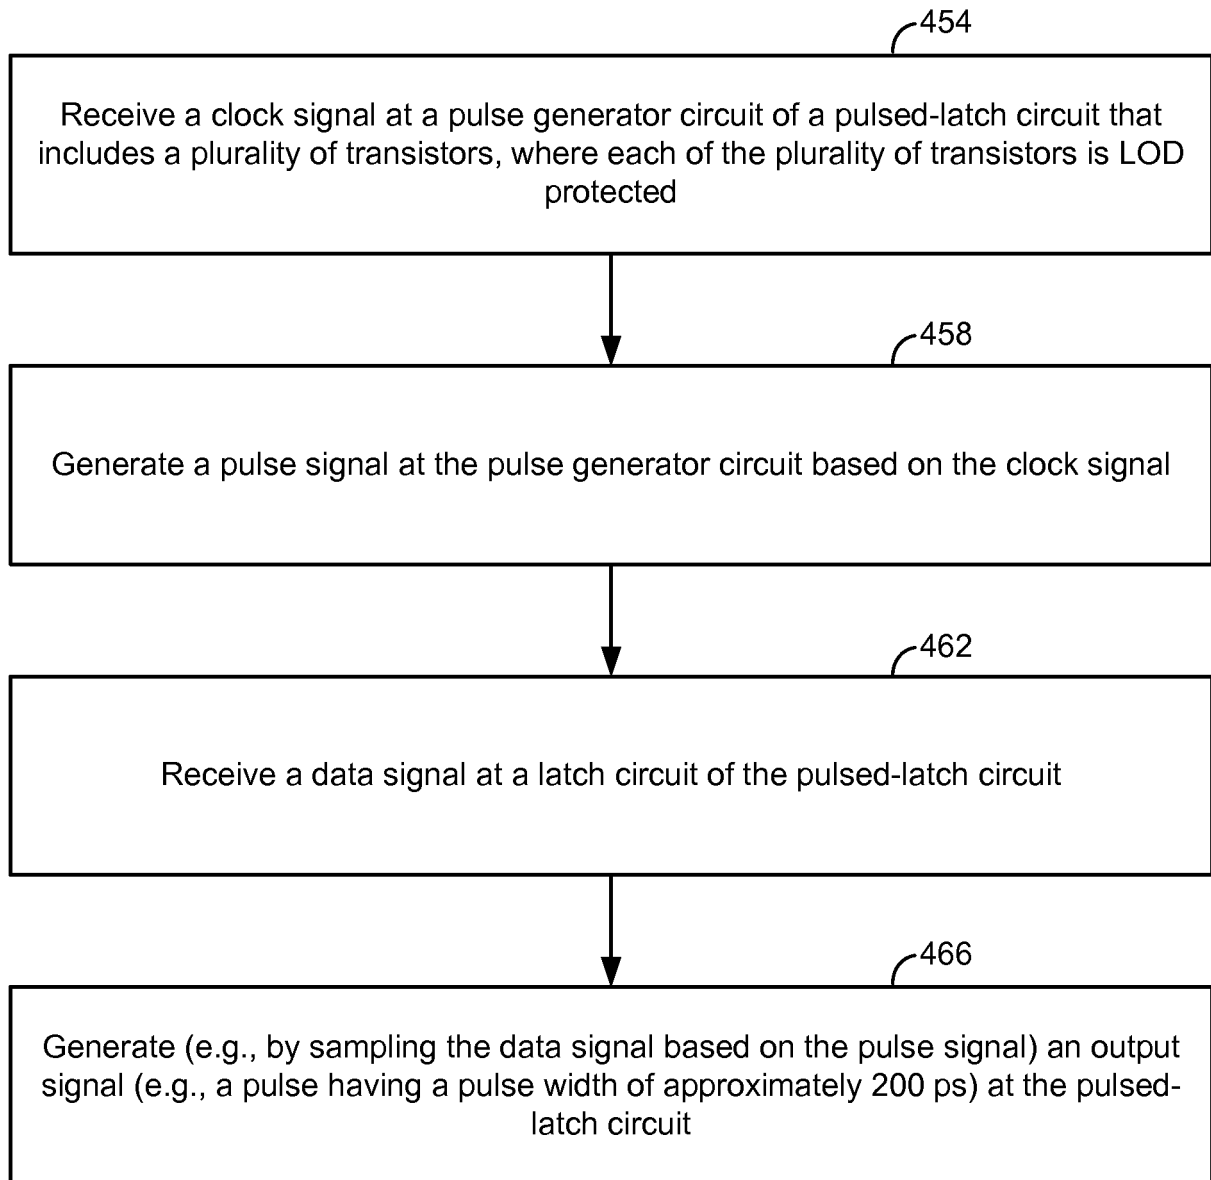 454
Receive a clock signal at a pulse generator circuit of a pulsed-latch circuit that
includes a plurality of transistors, where each of the plurality of transistors is LOD
protected
458
Generate a pulse signal at the pulse generator circuit based on the clock signal
462
Receive a data signal at a latch circuit of the pulsed-latch circuit
466
Generate (e.g., by sampling the data signal based on the pulse signal) an output
signal (e.g., a pulse having a pulse width of approximately 200 ps) at the pulsed-
latch circuit